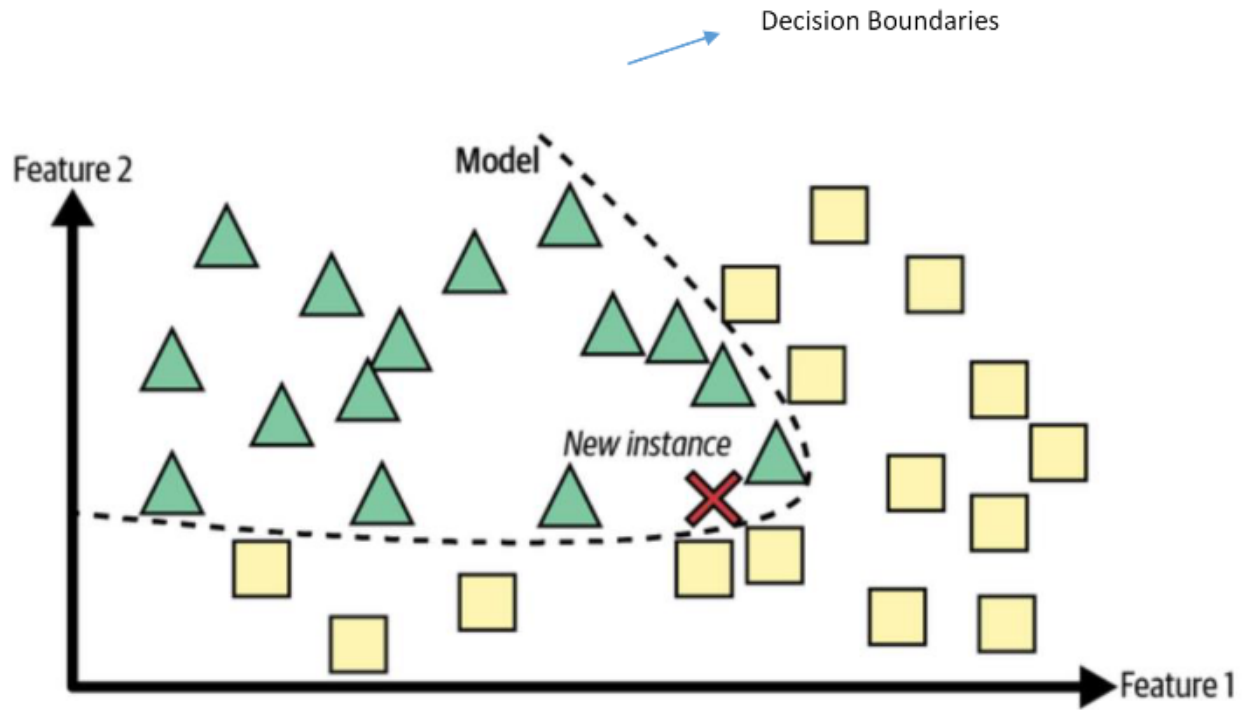 Decision Boundaries
Model
Feature 2
New instance
Feature 1